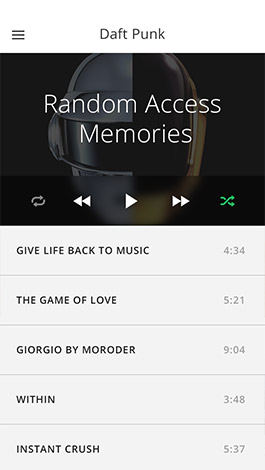 Daft Punk
Random Access
Memories
GIVE LIFE BACK TO MUSIC 4:34
THE GAME OF LOVE 5:21
GIORGIO BY MORODER 9:04
WITHIN 3:48
INSTANT CRUSH 5:37